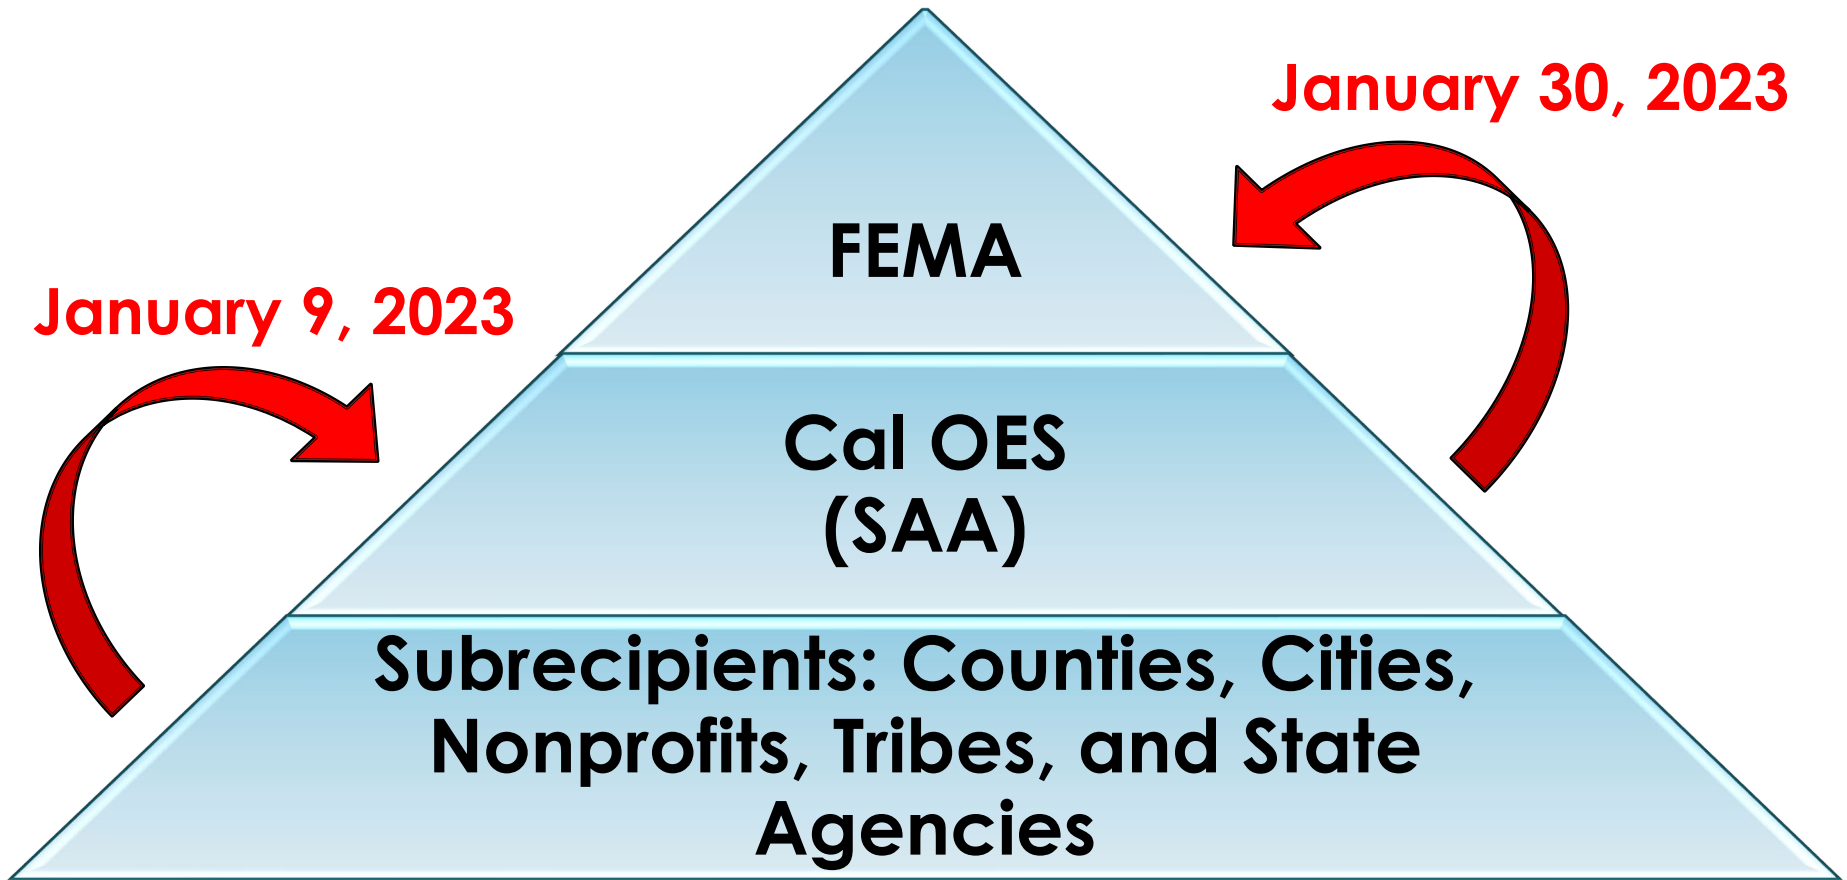 January 30, 2023
FEMA
January 9, 2023
Cal OES
(SAA)
Subrecipients: Counties, Cities,
Nonprofits, Tribes, and State
Agencies